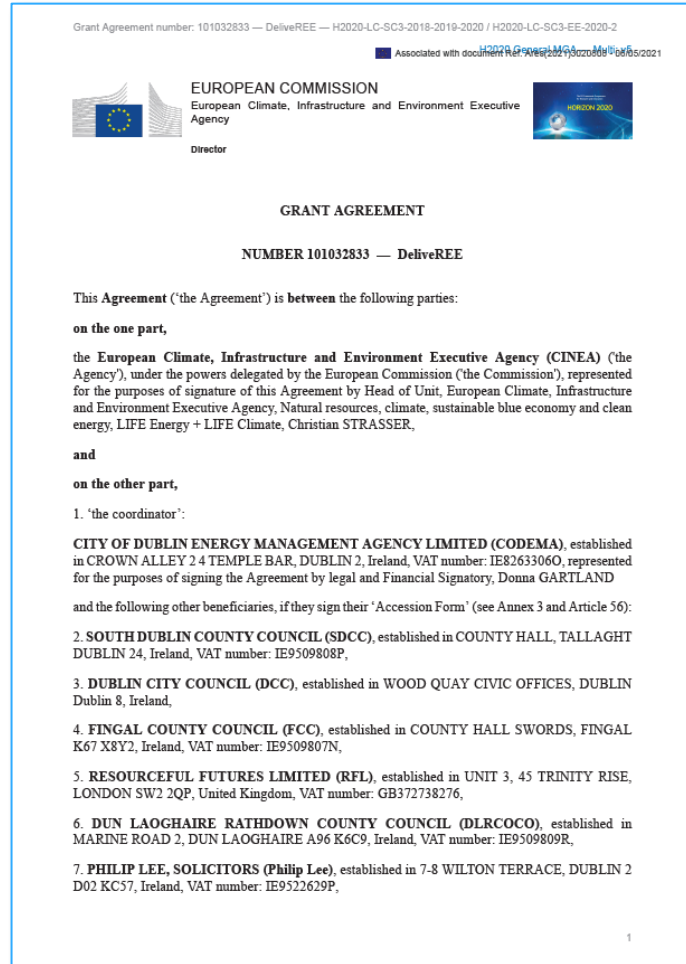 Grant Agreement number: 101032833 — DeliveREE — H2020-LC-SC3-2018-2019-2020 / H2020-LC-SC3-EE-2020-2
Associated with document Ref. Ares(2021)3020808 - 06/05/2021
H2020 General MGA — Multi - v5
EUROPEAN COMMISSION
European Climate, Infrastructure and Environment Executive
Agency
HORIZON 2020
Director
GRANT AGREEMENT
NUMBER 101032833 — DeliveREE
This Agreement (‘the Agreement’) is between the following parties:
on the one part,
the European Climate, Infrastructure and Environment Executive Agency (CINEA) ('the
Agency'), under the powers delegated by the European Commission ('the Commission'), represented
for the purposes of signature of this Agreement by Head of Unit, European Climate, Infrastructure
and Environment Executive Agency, Natural resources, climate, sustainable blue economy and clean
energy, LIFE Energy + LIFE Climate, Christian STRASSER,
and
on the other part,
1. ‘the coordinator’:
CITY OF DUBLIN ENERGY MANAGEMENT AGENCY LIMITED (CODEMA), established
in CROWN ALLEY 2 4 TEMPLE BAR, DUBLIN 2, Ireland, VAT number: IE8263306O, represented
for the purposes of signing the Agreement by legal and Financial Signatory, Donna GARTLAND
and the following other beneficiaries, if they sign their ‘Accession Form’ (see Annex 3 and Article 56):
2. SOUTH DUBLIN COUNTY COUNCIL (SDCC), established in COUNTY HALL, TALLAGHT
DUBLIN 24, Ireland, VAT number: IE9509808P,
3. DUBLIN CITY COUNCIL (DCC), established in WOOD QUAY CIVIC OFFICES, DUBLIN
Dublin 8, Ireland,
4. FINGAL COUNTY COUNCIL (FCC), established in COUNTY HALL SWORDS, FINGAL
K67 X8Y2, Ireland, VAT number: IE9509807N,
5. RESOURCEFUL FUTURES LIMITED (RFL), established in UNIT 3, 45 TRINITY RISE,
LONDON SW2 2QP, United Kingdom, VAT number: GB372738276,
6. DUN LAOGHAIRE RATHDOWN COUNTY COUNCIL (DLRCOCO), established in
MARINE ROAD 2, DUN LAOGHAIRE A96 K6C9, Ireland, VAT number: IE9509809R,
7. PHILIP LEE, SOLICITORS (Philip Lee), established in 7-8 WILTON TERRACE, DUBLIN 2
D02 KC57, Ireland, VAT number: IE9522629P,
1